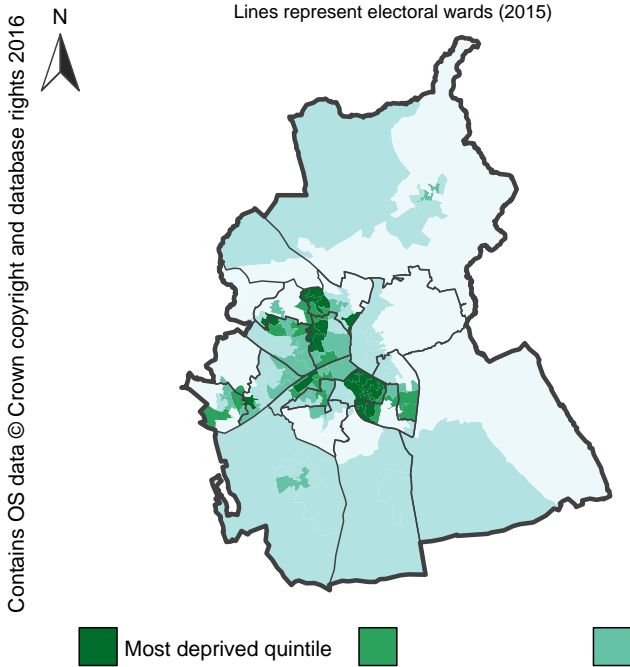 Lines represent electoral wards (2015)
N
Contains OS data © Crown copyright and database rights 2016
Most deprived quintile